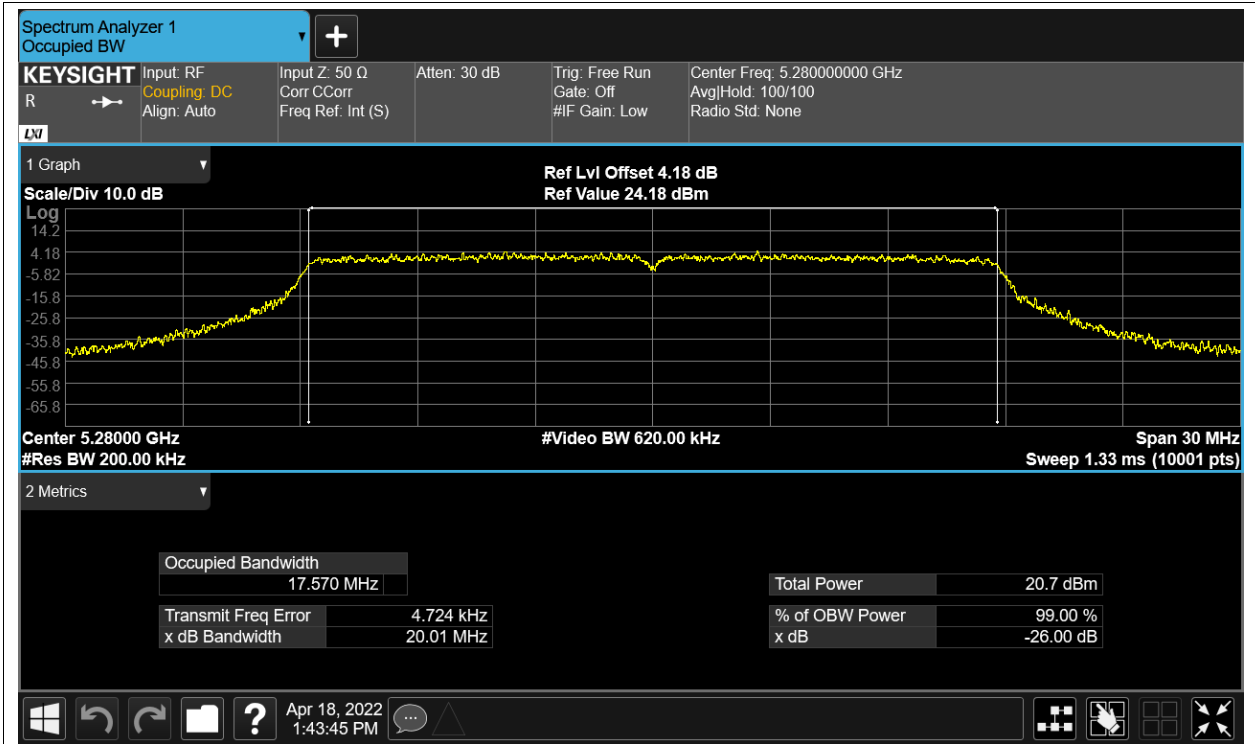 Spectrum Analyzer 1
Occupied BW
KEYSIGHT
R
LXI
Input: RF
Coupling: DC
Align: Auto
Input Z: 50 Ω
Corr CCorr
Freq Ref: Int (S)
Atten: 30 dB
Trig: Free Run
Gate: Off
#IF Gain: Low
Center Freq: 5.280000000 GHz
Avg|Hold: 100/100
Radio Std: None
1 Graph
Scale/Div 10.0 dB
Ref Lvl Offset 4.18 dB
Ref Value 24.18 dBm
Log
14.2
4.18
-5.82
-15.8
-25.8
-35.8
-45.8
-55.8
-65.8
Center 5.28000 GHz
#Res BW 200.00 kHz
#Video BW 620.00 kHz
Span 30 MHz
Sweep 1.33 ms (10001 pts)
2 Metrics
Occupied Bandwidth
17.570 MHz
Transmit Freq Error 4.724 kHz
x dB Bandwidth 20.01 MHz
Total Power 20.7 dBm
% of OBW Power 99.00 %
x dB -26.00 dB
Apr 18, 2022
1:43:45 PM